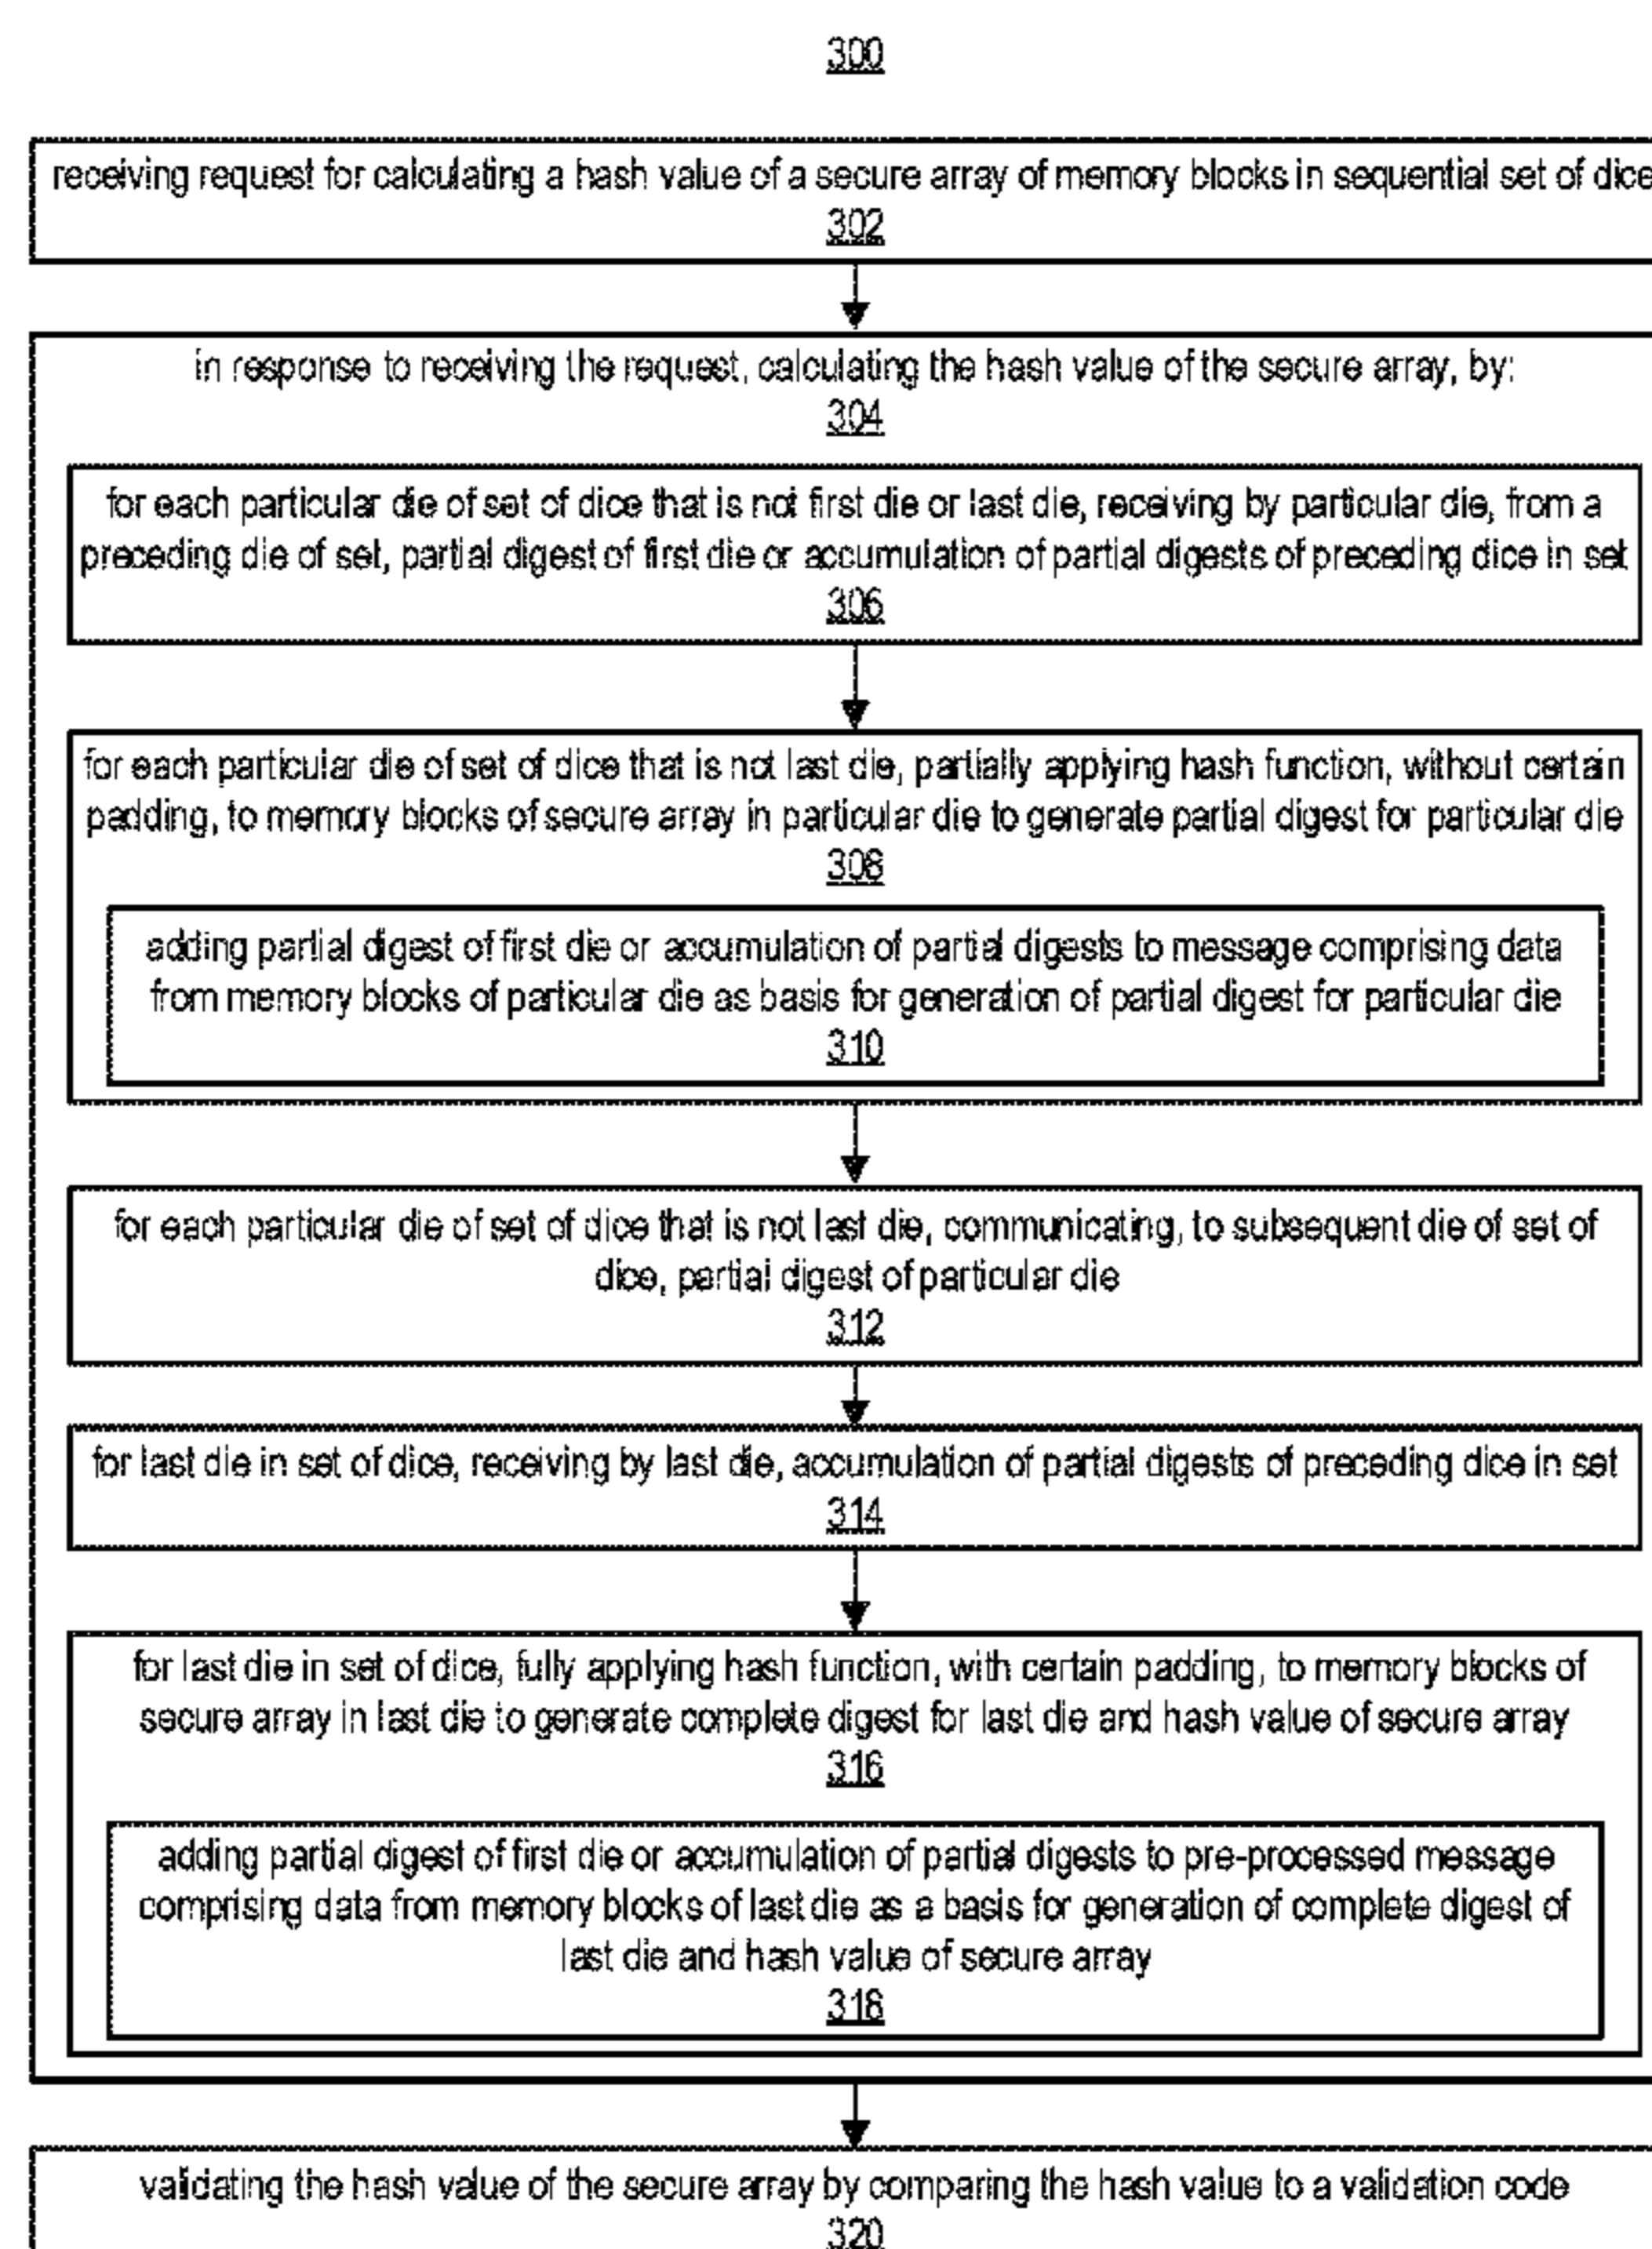 300
receiving request for calculating a hash value of a secure array of memory blocks in sequential set of dice
302
in response to receiving the request, calculating the hash value of the secure array, by:
304
for each particular die of set of dice that is not first die or last die, receiving by particular die, from a
preceding die of set, partial digest of first die or accumulation of partial digests of preceding dice in set
306
for each particular die of set of dice that is not last die, partially applying hash function, without certain
padding, to memory blocks of secure array in particular die to generate partial digest for particular die
308
adding partial digest of first die or accumulation of partial digests to message comprising data
from memory blocks of particular die as basis for generation of partial digest for particular die
310
for each particular die of set of dice that is not last die, communicating, to subsequent die of set of
dice, partial digest of particular die
312
for last die in set of dice, receiving by last die, accumulation of partial digests of preceding dice in set
314
for last die in set of dice, fully applying hash function, with certain padding, to memory blocks of
secure array in last die to generate complete digest for last die and hash value of secure array
316
adding partial digest of first die or accumulation of partial digests to pre-processed message
comprising data from memory blocks of last die as a basis for generation of complete digest of
last die and hash value of secure array
318
validating the hash value of the secure array by comparing the hash value to a validation code
320